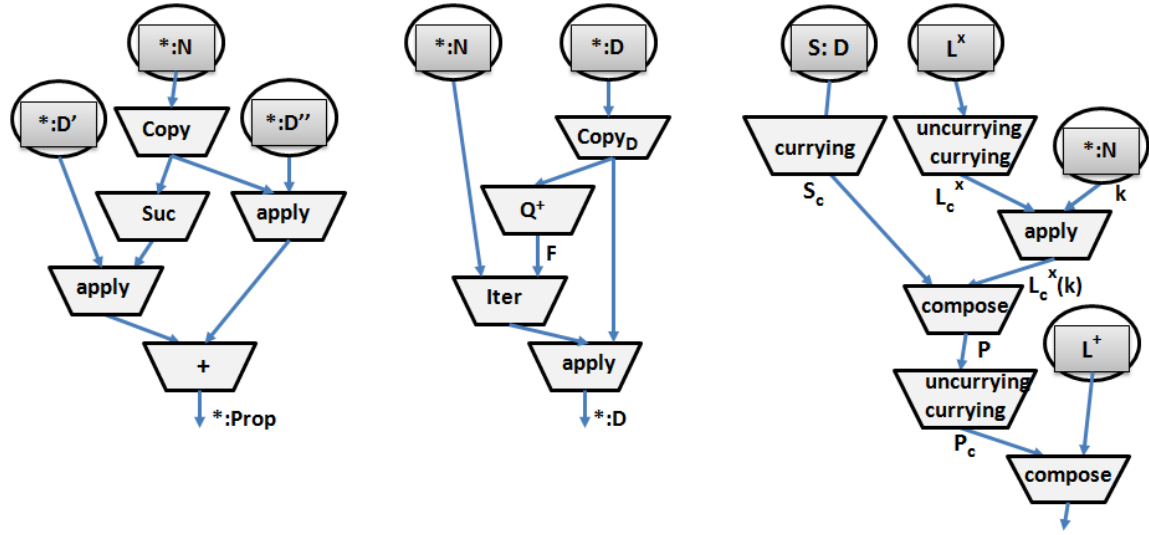 *:N
*:D'
*:D''
Copy
Suc
apply
apply
+
*:Prop
*:N
*:D
Copy_D
Q⁺
F
Iter
apply
*:D
S: D
L^x
*:N
currying
uncurrying
currying
S_c
L_c^x
k
apply
L_c^x(k)
compose
P
L⁺
uncurrying
currying
P_c
compose